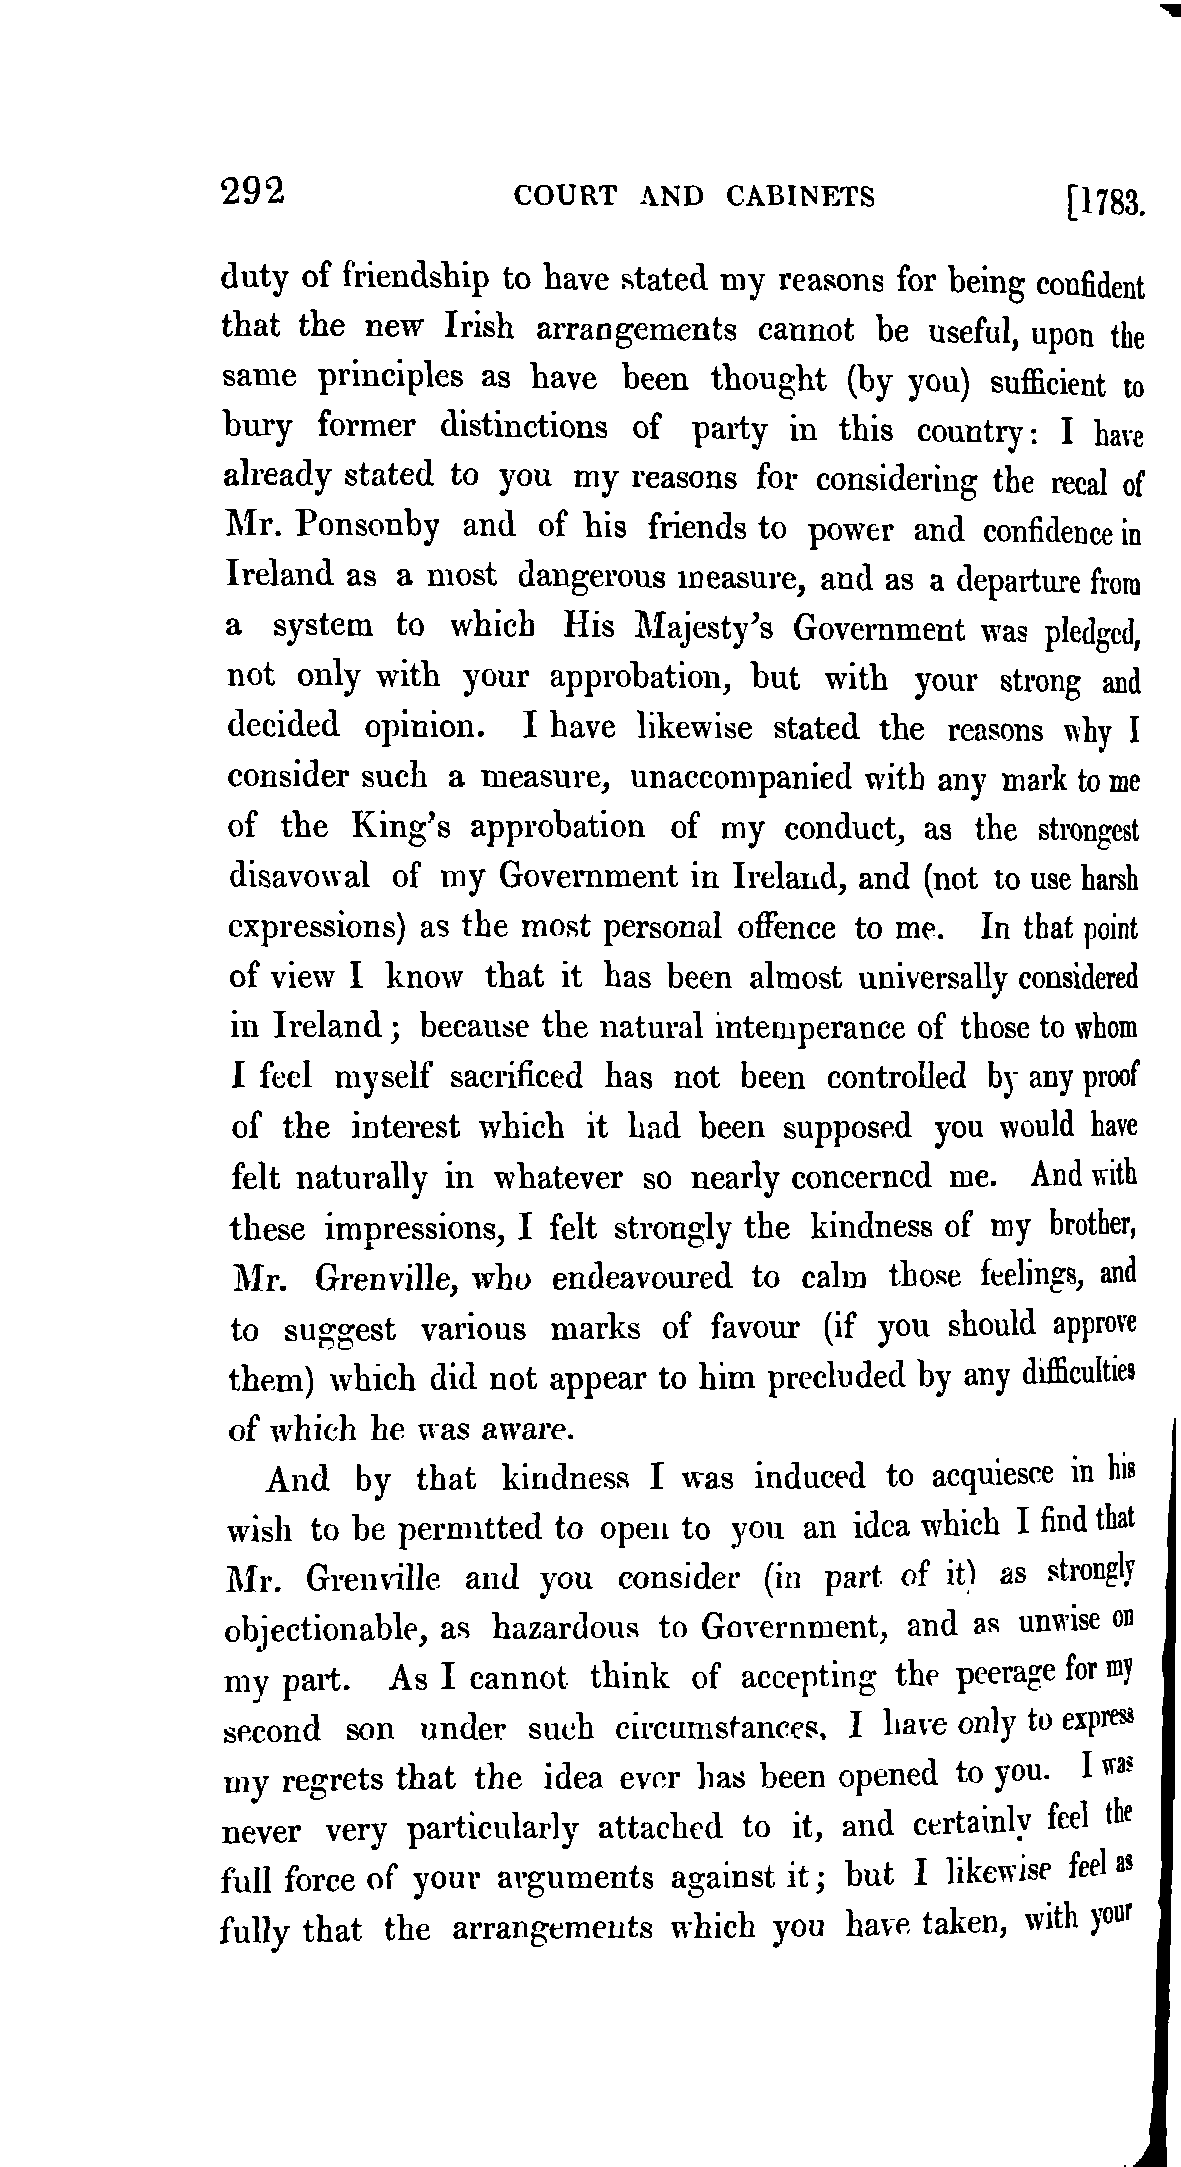 292 COURT AND CABINETS [1783.
duty of friendship to have stated my reasons for being confident
that the new Irish arrangements cannot be useful, upon the
same principles as have been thought (by you) sufficient to
bury former distinctions of party in this country: I have
already stated to you my reasons for considering the recal of
Mr. Ponsonby and of his friends to power and confidence in
Ireland as a most dangerous measure, and as a departure from
a system to which His Majesty's Government was pledged,
not only with your approbation, but with your strong and
decided opinion. I have likewise stated the reasons why I
consider such a measure, unaccompanied with any mark to me
of the King's approbation of my conduct, as the strongest
disavowal of my Government in Ireland, and (not to use harsh
expressions) as the most personal offence to me. In that point
of view I know that it has been almost universally considered
in Ireland; because the natural intemperance of those to whom
I feel myself sacrificed has not been controlled by any proof
of the interest which it had been supposed you would have
felt naturally in whatever so nearly concerned me. And with
these impressions, I felt strongly the kindness of my brother,
Mr. Grenville, who endeavoured to calm those feelings, and
to suggest various marks of favour (if you should approve
them) which did not appear to him precluded by any difficulties
of which he was aware.
And by that kindness I was induced to acquiesce in his
wish to be permitted to open to you an idea which I find that
Mr. Grenville and you consider (in part of it) as strongly
objectionable, as hazardous to Government, and as unwise on
my part. As I cannot think of accepting the peerage for my
second son under such circumstances, I have only to express
my regrets that the idea ever has been opened to you. I was
never very particularly attached to it, and certainly feel the
full force of your arguments against it; but I likewise feel as
fully that the arrangements which you have taken, with your